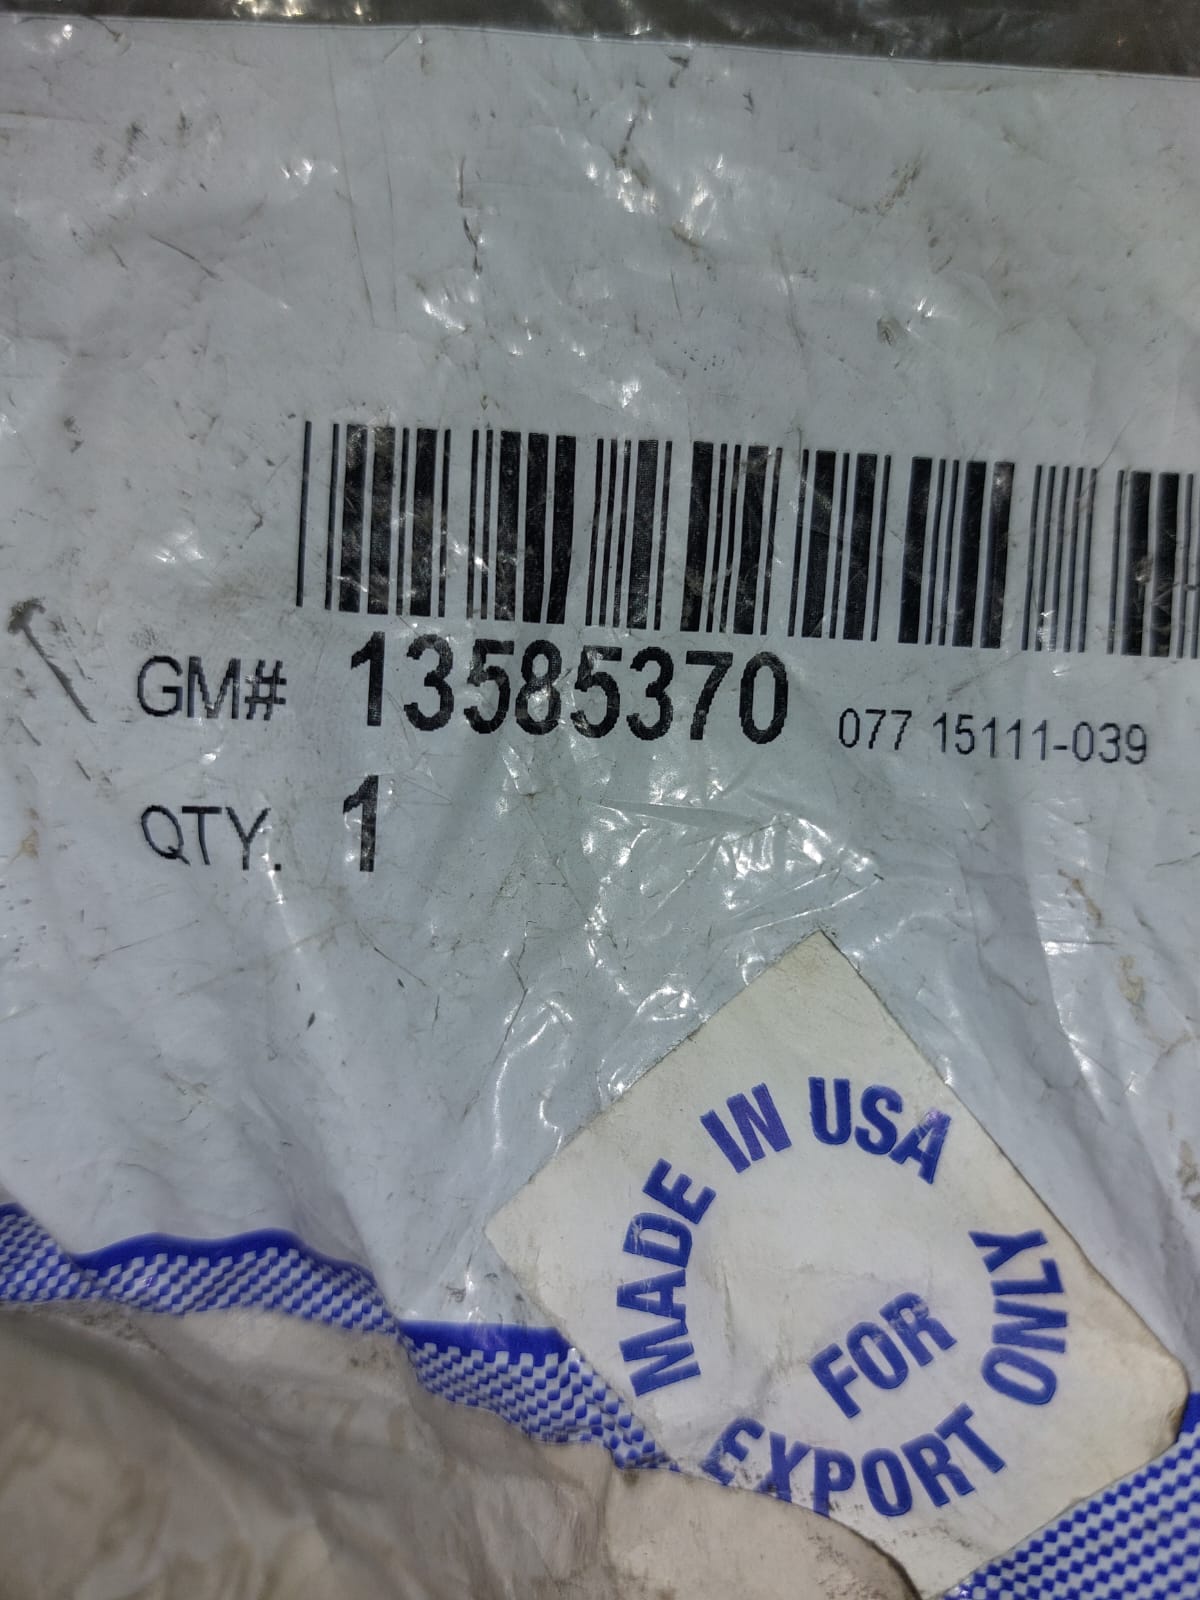 GM# 13585370 077 15111-039
QTY. 1
MADE IN USA
FOR
EXPORT ONLY